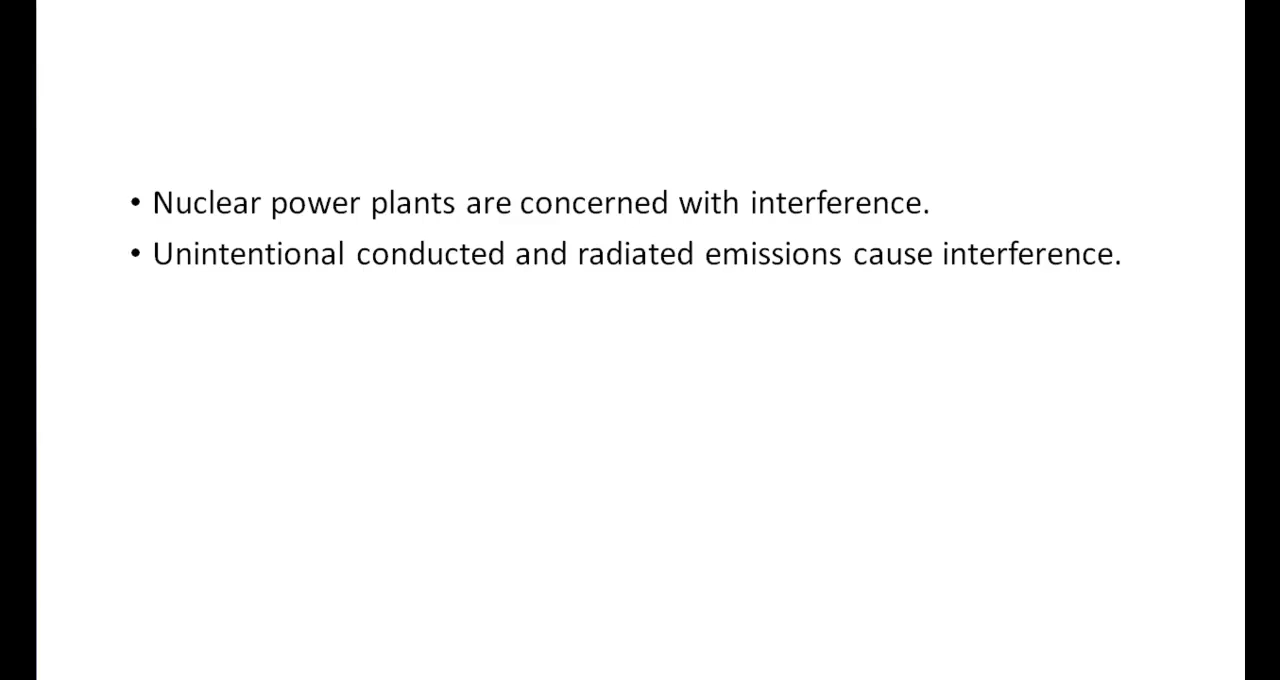 • Nuclear power plants are concerned with interference.
• Unintentional conducted and radiated emissions cause interference.